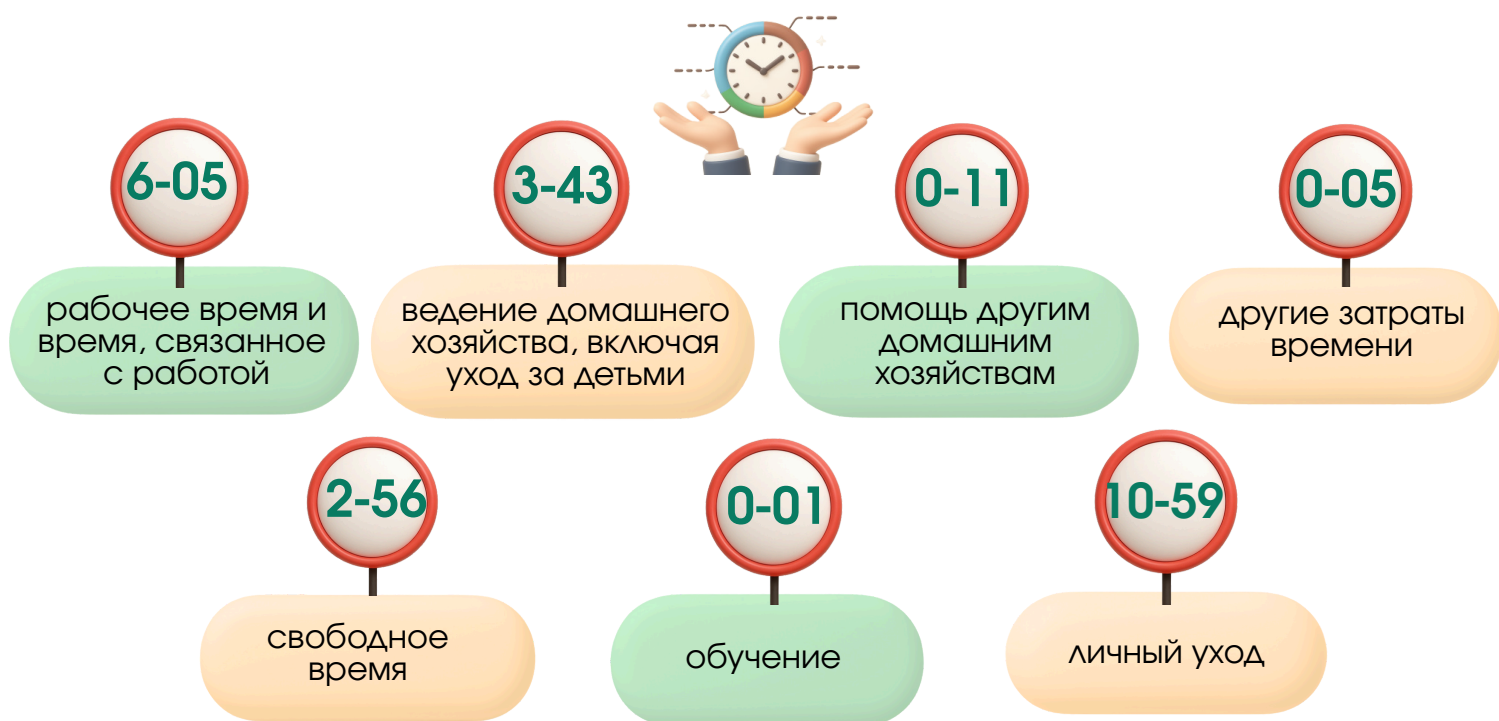 6-05
рабочее время и
время, связанное
с работой
3-43
ведение домашнего
хозяйства, включая
уход за детьми
0-11
помощь другим
домашним
хозяйствам
0-05
другие затраты
времени
2-56
свободное
время
0-01
обучение
10-59
личный уход